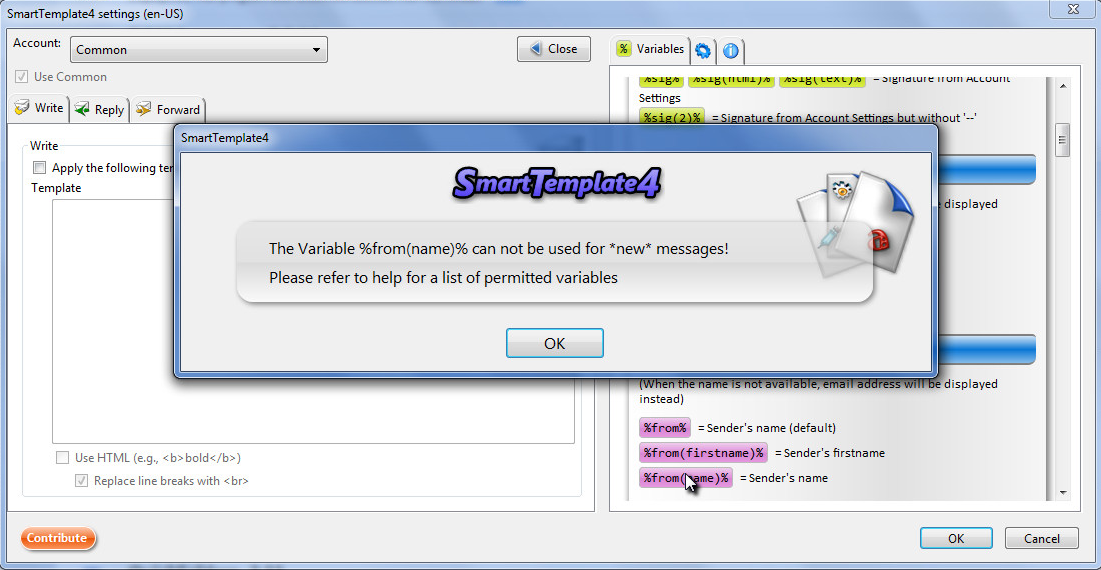 SmartTemplate4 settings (en-US)
Account:
Common
Close
Use Common
Write
Reply
Forward
Write
Apply the following ter
Template
Use HTML (e.g., <b>bold</b>)
Replace line breaks with <br>
Contribute
% Variables
%sig% %sig(html)% %sig(text)% = Signature from Account
Settings
%sig(2)% = Signature from Account Settings but without '--'
e displayed
(When the name is not available, email address will be displayed
instead)
%from% = Sender's name (default)
%from(firstname)% = Sender's firstname
%from(name)% = Sender's name
OK
Cancel
SmartTemplate4
SmartTemplate4
The Variable %from(name)% can not be used for *new* messages!
Please refer to help for a list of permitted variables
OK